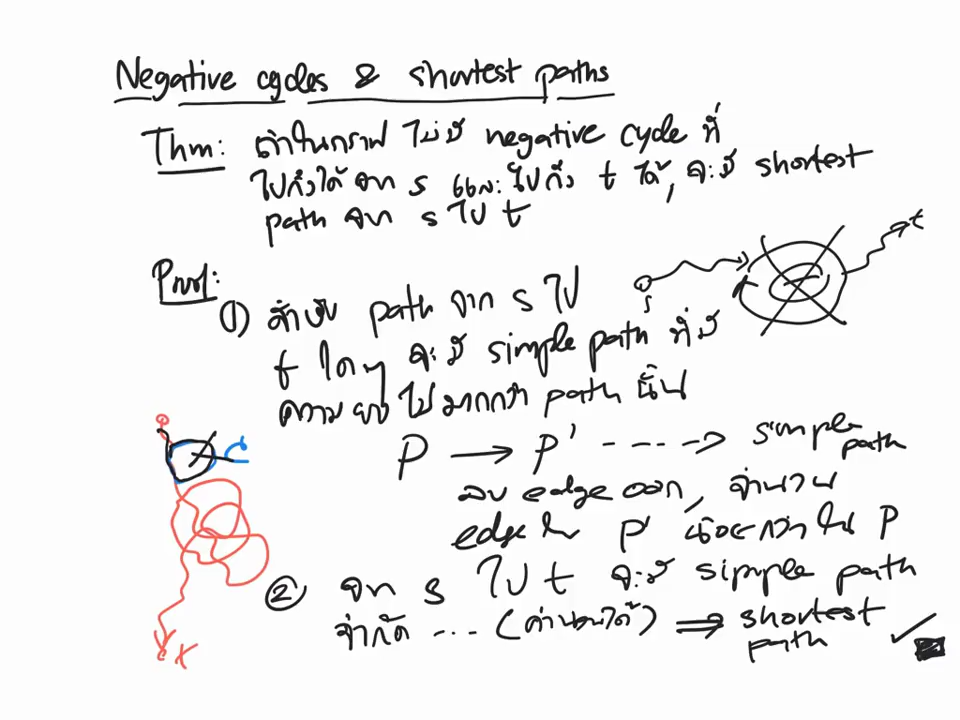 Negative cycles & shortest paths
Thm: ถ้าในกราฟ ไม่มี negative cycle ที่
ไปถึงได้ จาก s และ ไปถึง t ได้, จะมี shortest
path จาก s ไป t
t
s
Proof:
① สำหรับ path จาก s ไป
t ใดๆ จะมี simple path ที่มี
ความยาว ไม่มากกว่า path นั้น
P → P' ----→ simple path
ลบ edge ออก, จำนวน
edge ใน P' น้อยกว่าใน P
② จาก s ไป t จะมี simple path
จำกัด ... (คำนวณได้) ⇒ shortest path
t